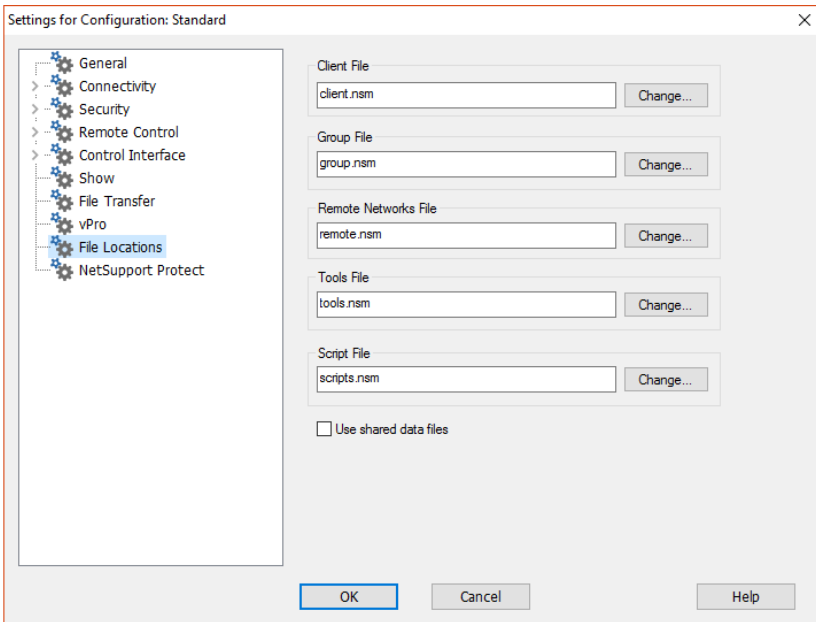 Settings for Configuration: Standard
General
Connectivity
Security
Remote Control
Control Interface
Show
File Transfer
vPro
File Locations
NetSupport Protect
Client File
client.nsm
Change...
Group File
group.nsm
Change...
Remote Networks File
remote.nsm
Change...
Tools File
tools.nsm
Change...
Script File
scripts.nsm
Change...
Use shared data files
OK
Cancel
Help